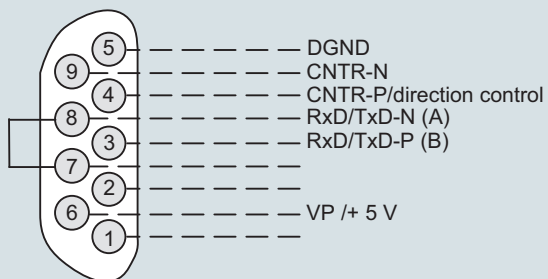 5 DGND
9 CNTR-N
4 CNTR-P/direction control
8 RxD/TxD-N (A)
3 RxD/TxD-P (B)
7
2
6 VP /+ 5 V
1